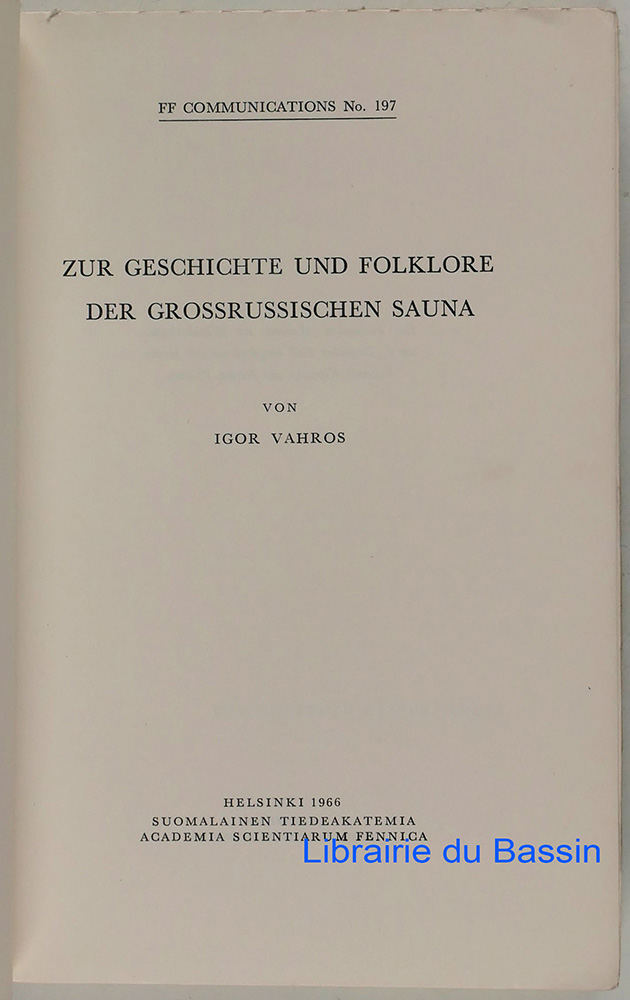 FF COMMUNICATIONS No. 197
ZUR GESCHICHTE UND FOLKLORE
DER GROSSRUSSISCHEN SAUNA
VON
IGOR VAHROS
HELSINKI 1966
SUOMALAINEN TIEDEAKATEMIA
ACADEMIA SCIENTIARUM FENNICA
Librairie du Bassin